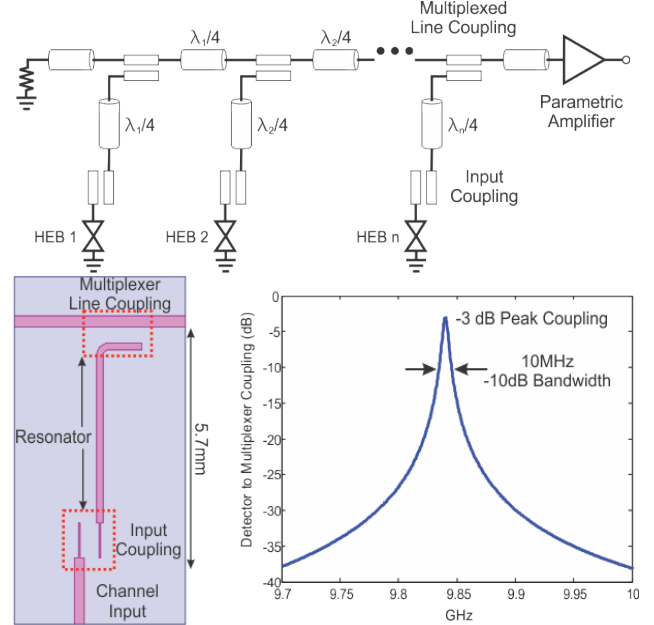 Multiplexed
Line Coupling
λ₁/4
λ₂/4
Parametric
Amplifier
λ₁/4
λ₂/4
λₙ/4
Input
Coupling
HEB 1
HEB 2
HEB n
Multiplexer
Line Coupling
Resonator
5.7mm
Input
Coupling
Channel
Input
Detector to Multiplexer Coupling (dB)
0
-5
-10
-15
-20
-25
-30
-35
-40
-3 dB Peak Coupling
10MHz
-10dB Bandwidth
9.7
9.75
9.8
9.85
9.9
9.95
10
GHz